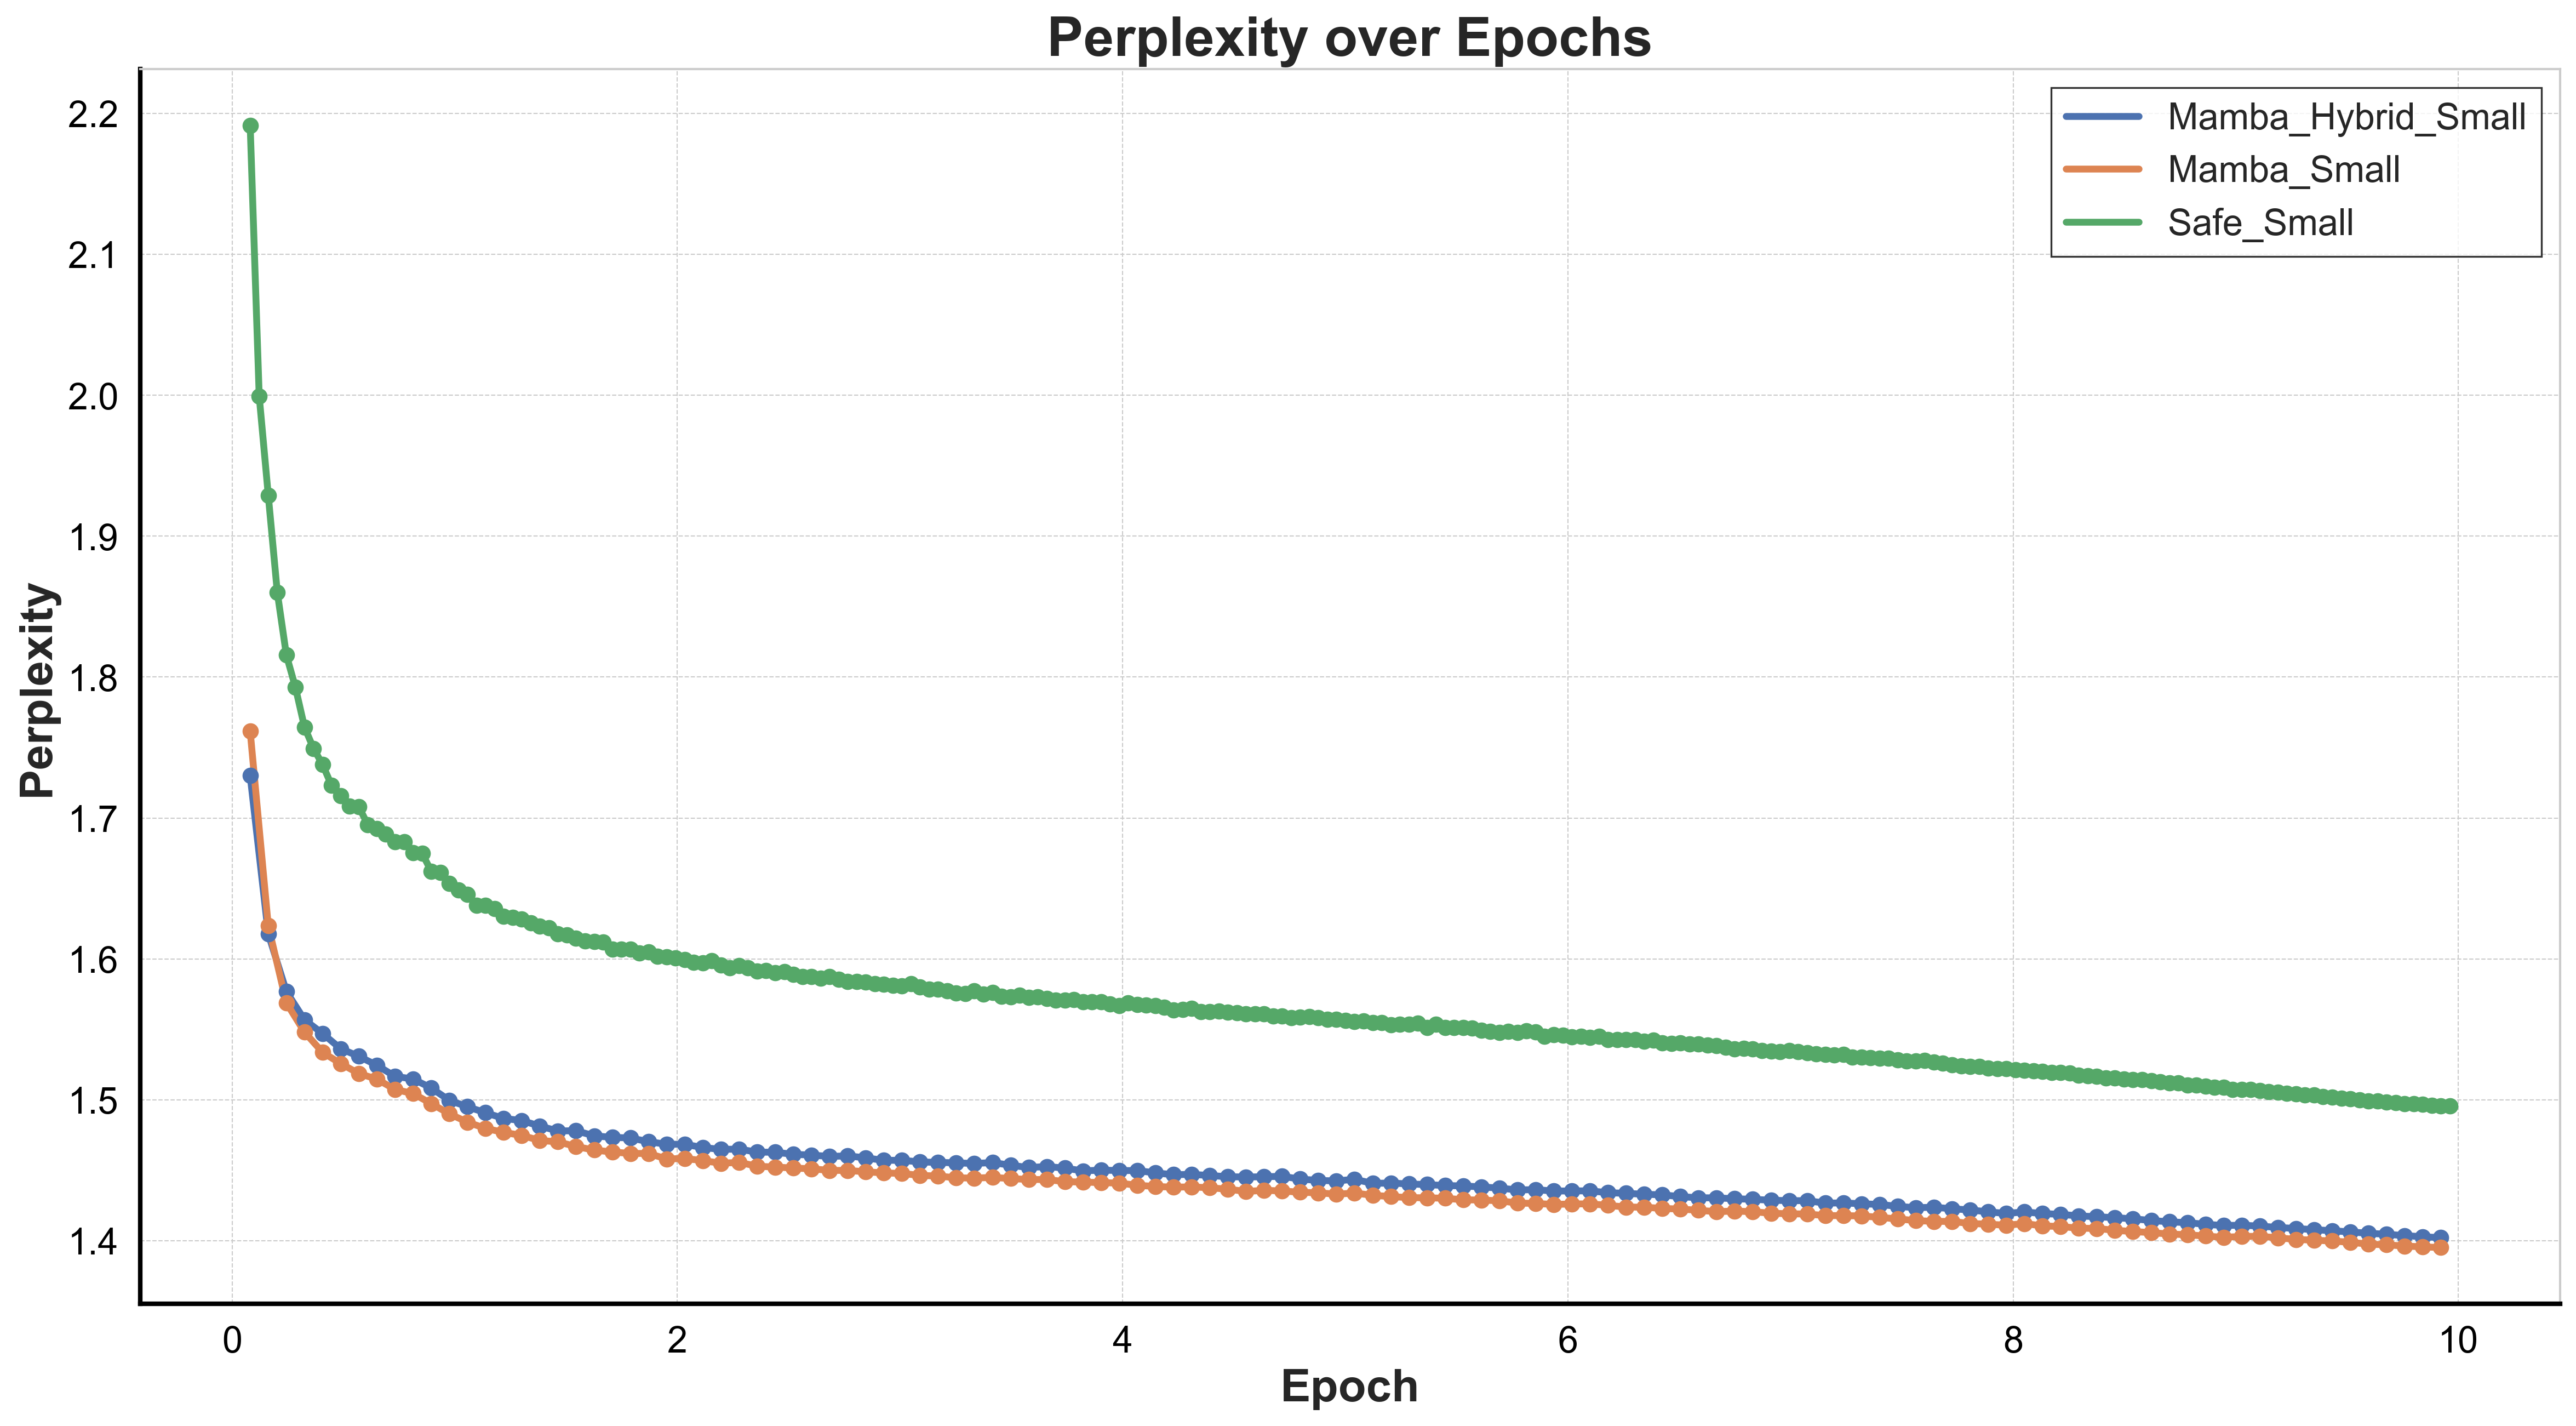 Perplexity over Epochs
Mamba_Hybrid_Small
Mamba_Small
Safe_Small
Perplexity
2.2
2.1
2.0
1.9
1.8
1.7
1.6
1.5
1.4
0 2 4 6 8 10
Epoch